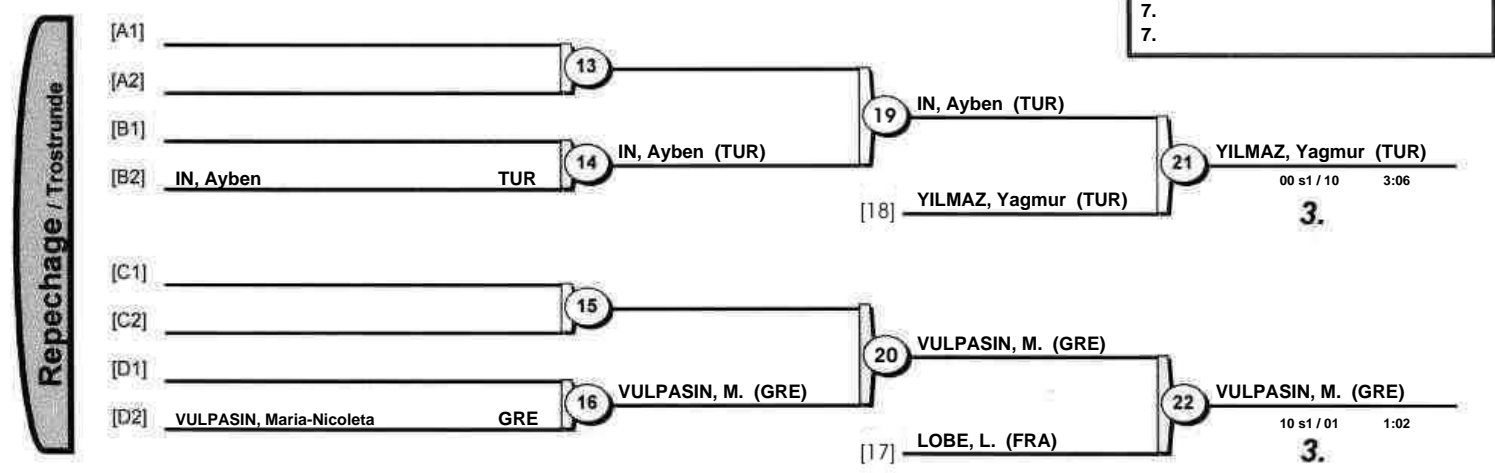 7.
7.
Repechage / Trostrunde
[A1]
13
[A2]
[B1]
14 IN, Ayben (TUR)
[B2] IN, Ayben TUR
19 IN, Ayben (TUR)
[18] YILMAZ, Yagmur (TUR)
21 YILMAZ, Yagmur (TUR)
00 s1 / 10 3:06
3.
[C1]
15
[C2]
[D1]
16 VULPASIN, M. (GRE)
[D2] VULPASIN, Maria-Nicoleta GRE
20 VULPASIN, M. (GRE)
[17] LOBE, L. (FRA)
22 VULPASIN, M. (GRE)
10 s1 / 01 1:02
3.